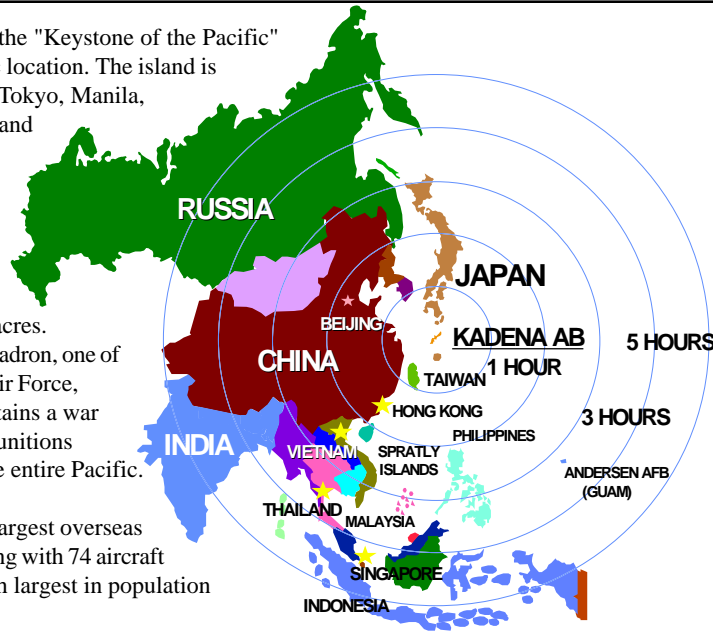 the "Keystone of the Pacific"
location. The island is
Tokyo, Manila,
and
acres.
adron, one of
ir Force,
tains a war
unitions
e entire Pacific.
argest overseas
ng with 74 aircraft
h largest in population
RUSSIA
JAPAN
BEIJING
KADENA AB
5 HOURS
CHINA
1 HOUR
TAIWAN
HONG KONG
3 HOURS
PHILIPPINES
INDIA
VIETNAM
SPRATLY
ISLANDS
ANDERSEN AFB
(GUAM)
THAILAND
MALAYSIA
SINGAPORE
INDONESIA